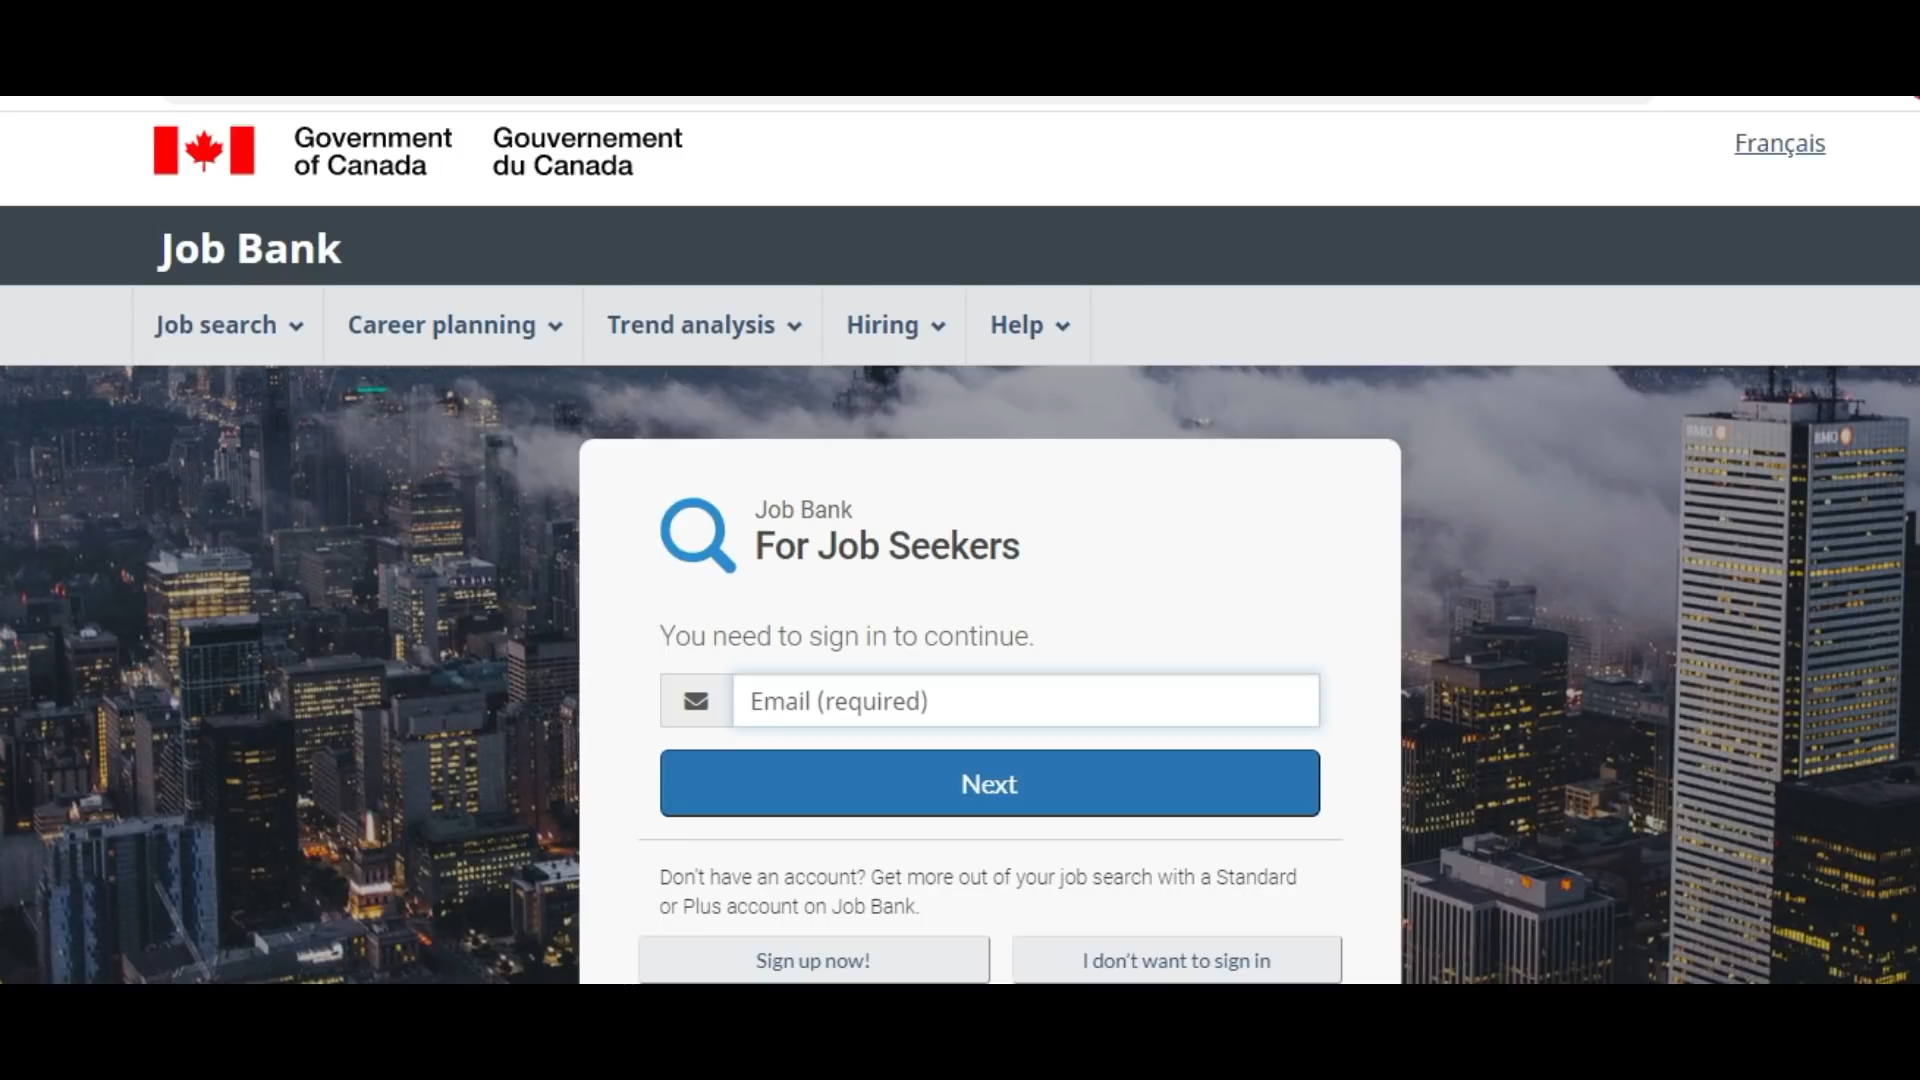 Government Gouvernement
of Canada du Canada
Français
Job Bank
Job search Career planning Trend analysis Hiring Help
BMO BMO
Job Bank
For Job Seekers
You need to sign in to continue.
Email (required)
Next
Don't have an account? Get more out of your job search with a Standard
or Plus account on Job Bank.
Sign up now! I don't want to sign in